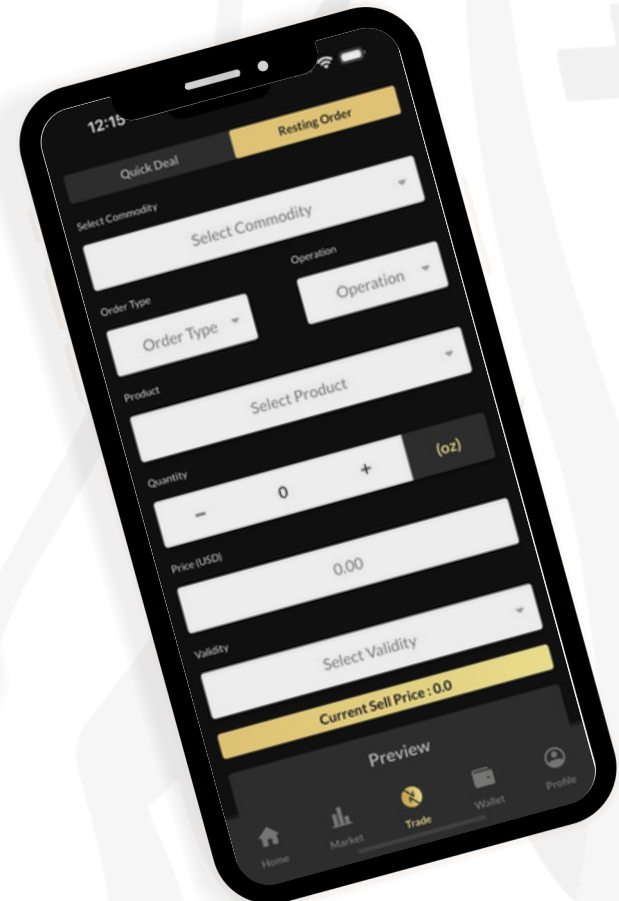 12:15
Quick Deal
Resting Order
Select Commodity
Select Commodity
Order Type
Operation
Order Type
Operation
Product
Select Product
Quantity
− 0 + (oz)
Price (USD)
0.00
Validity
Select Validity
Current Sell Price : 0.0
Preview
Home
Market
Trade
Wallet
Profile